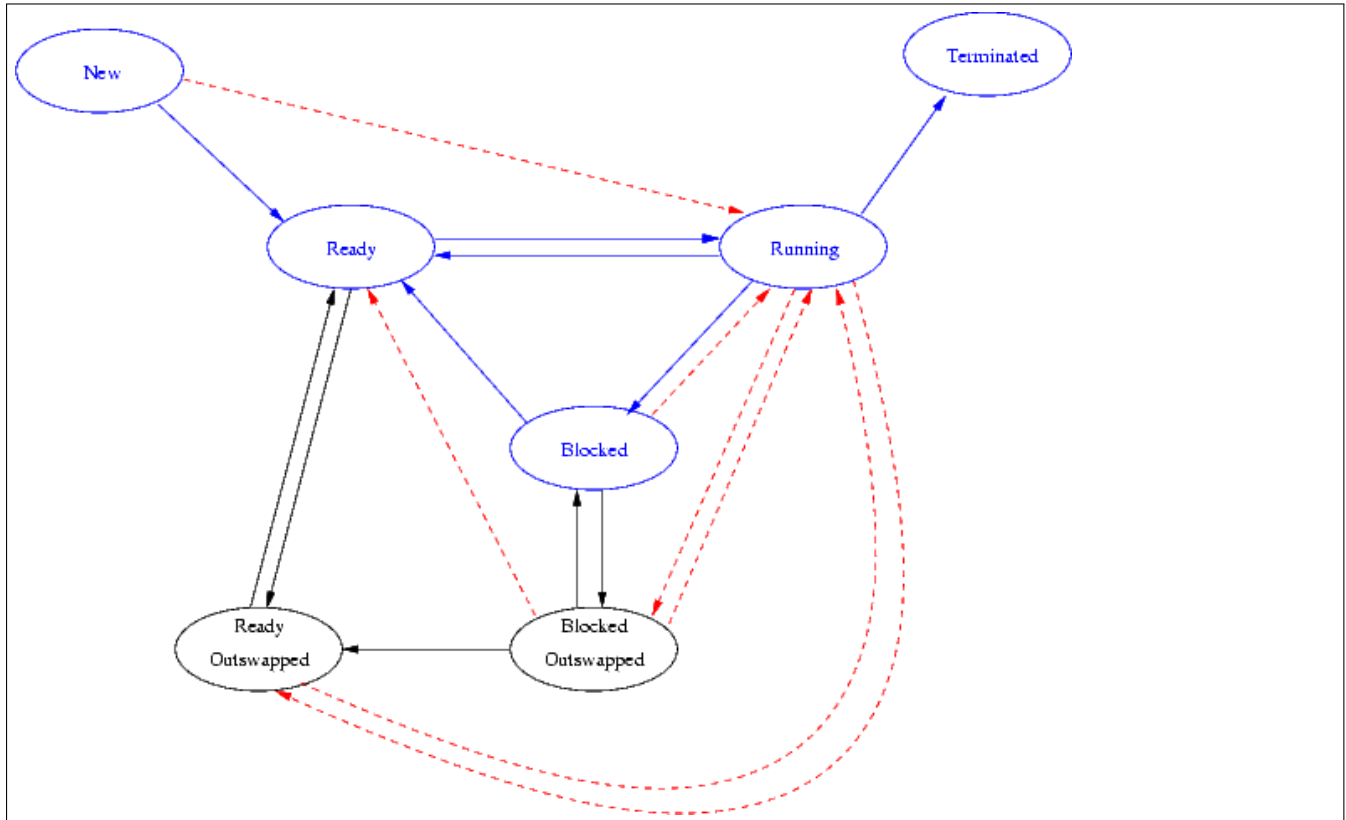 New
Terminated
Ready
Running
Blocked
Ready
Outswapped
Blocked
Outswapped